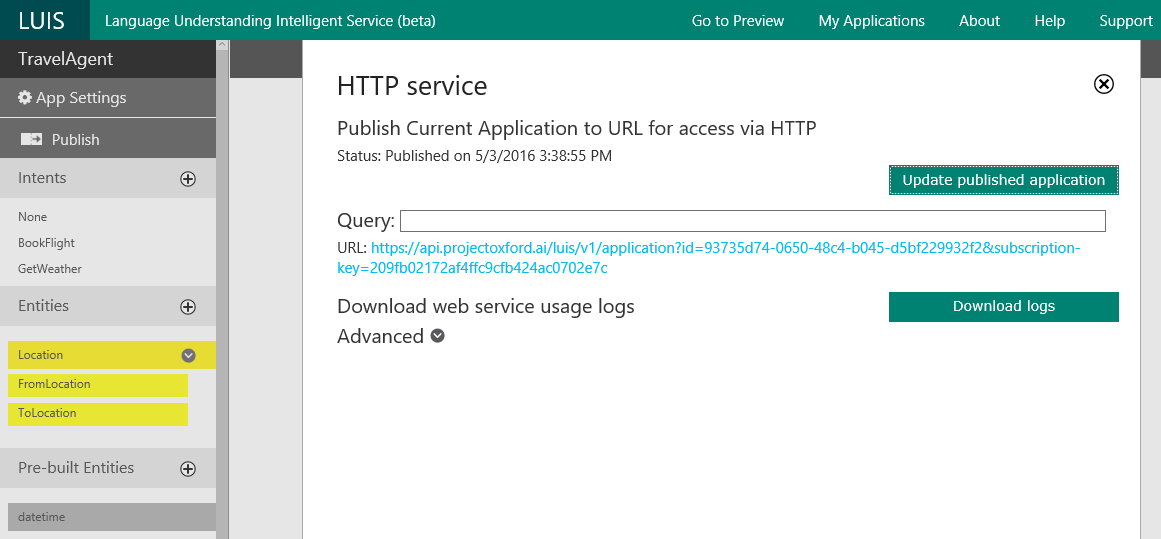 LUIS
Language Understanding Intelligent Service (beta)
Go to Preview
My Applications
About
Help
Support
TravelAgent
App Settings
Publish
Intents
None
BookFlight
GetWeather
Entities
Location
FromLocation
ToLocation
Pre-built Entities
datetime
HTTP service
Publish Current Application to URL for access via HTTP
Status: Published on 5/3/2016 3:38:55 PM
Update published application
Query:
URL: https://api.projectoxford.ai/luis/v1/application?id=93735d74-0650-48c4-b045-d5bf229932f2&subscription-
key=209fb02172af4ffc9cfb424ac0702e7c
Download web service usage logs
Download logs
Advanced